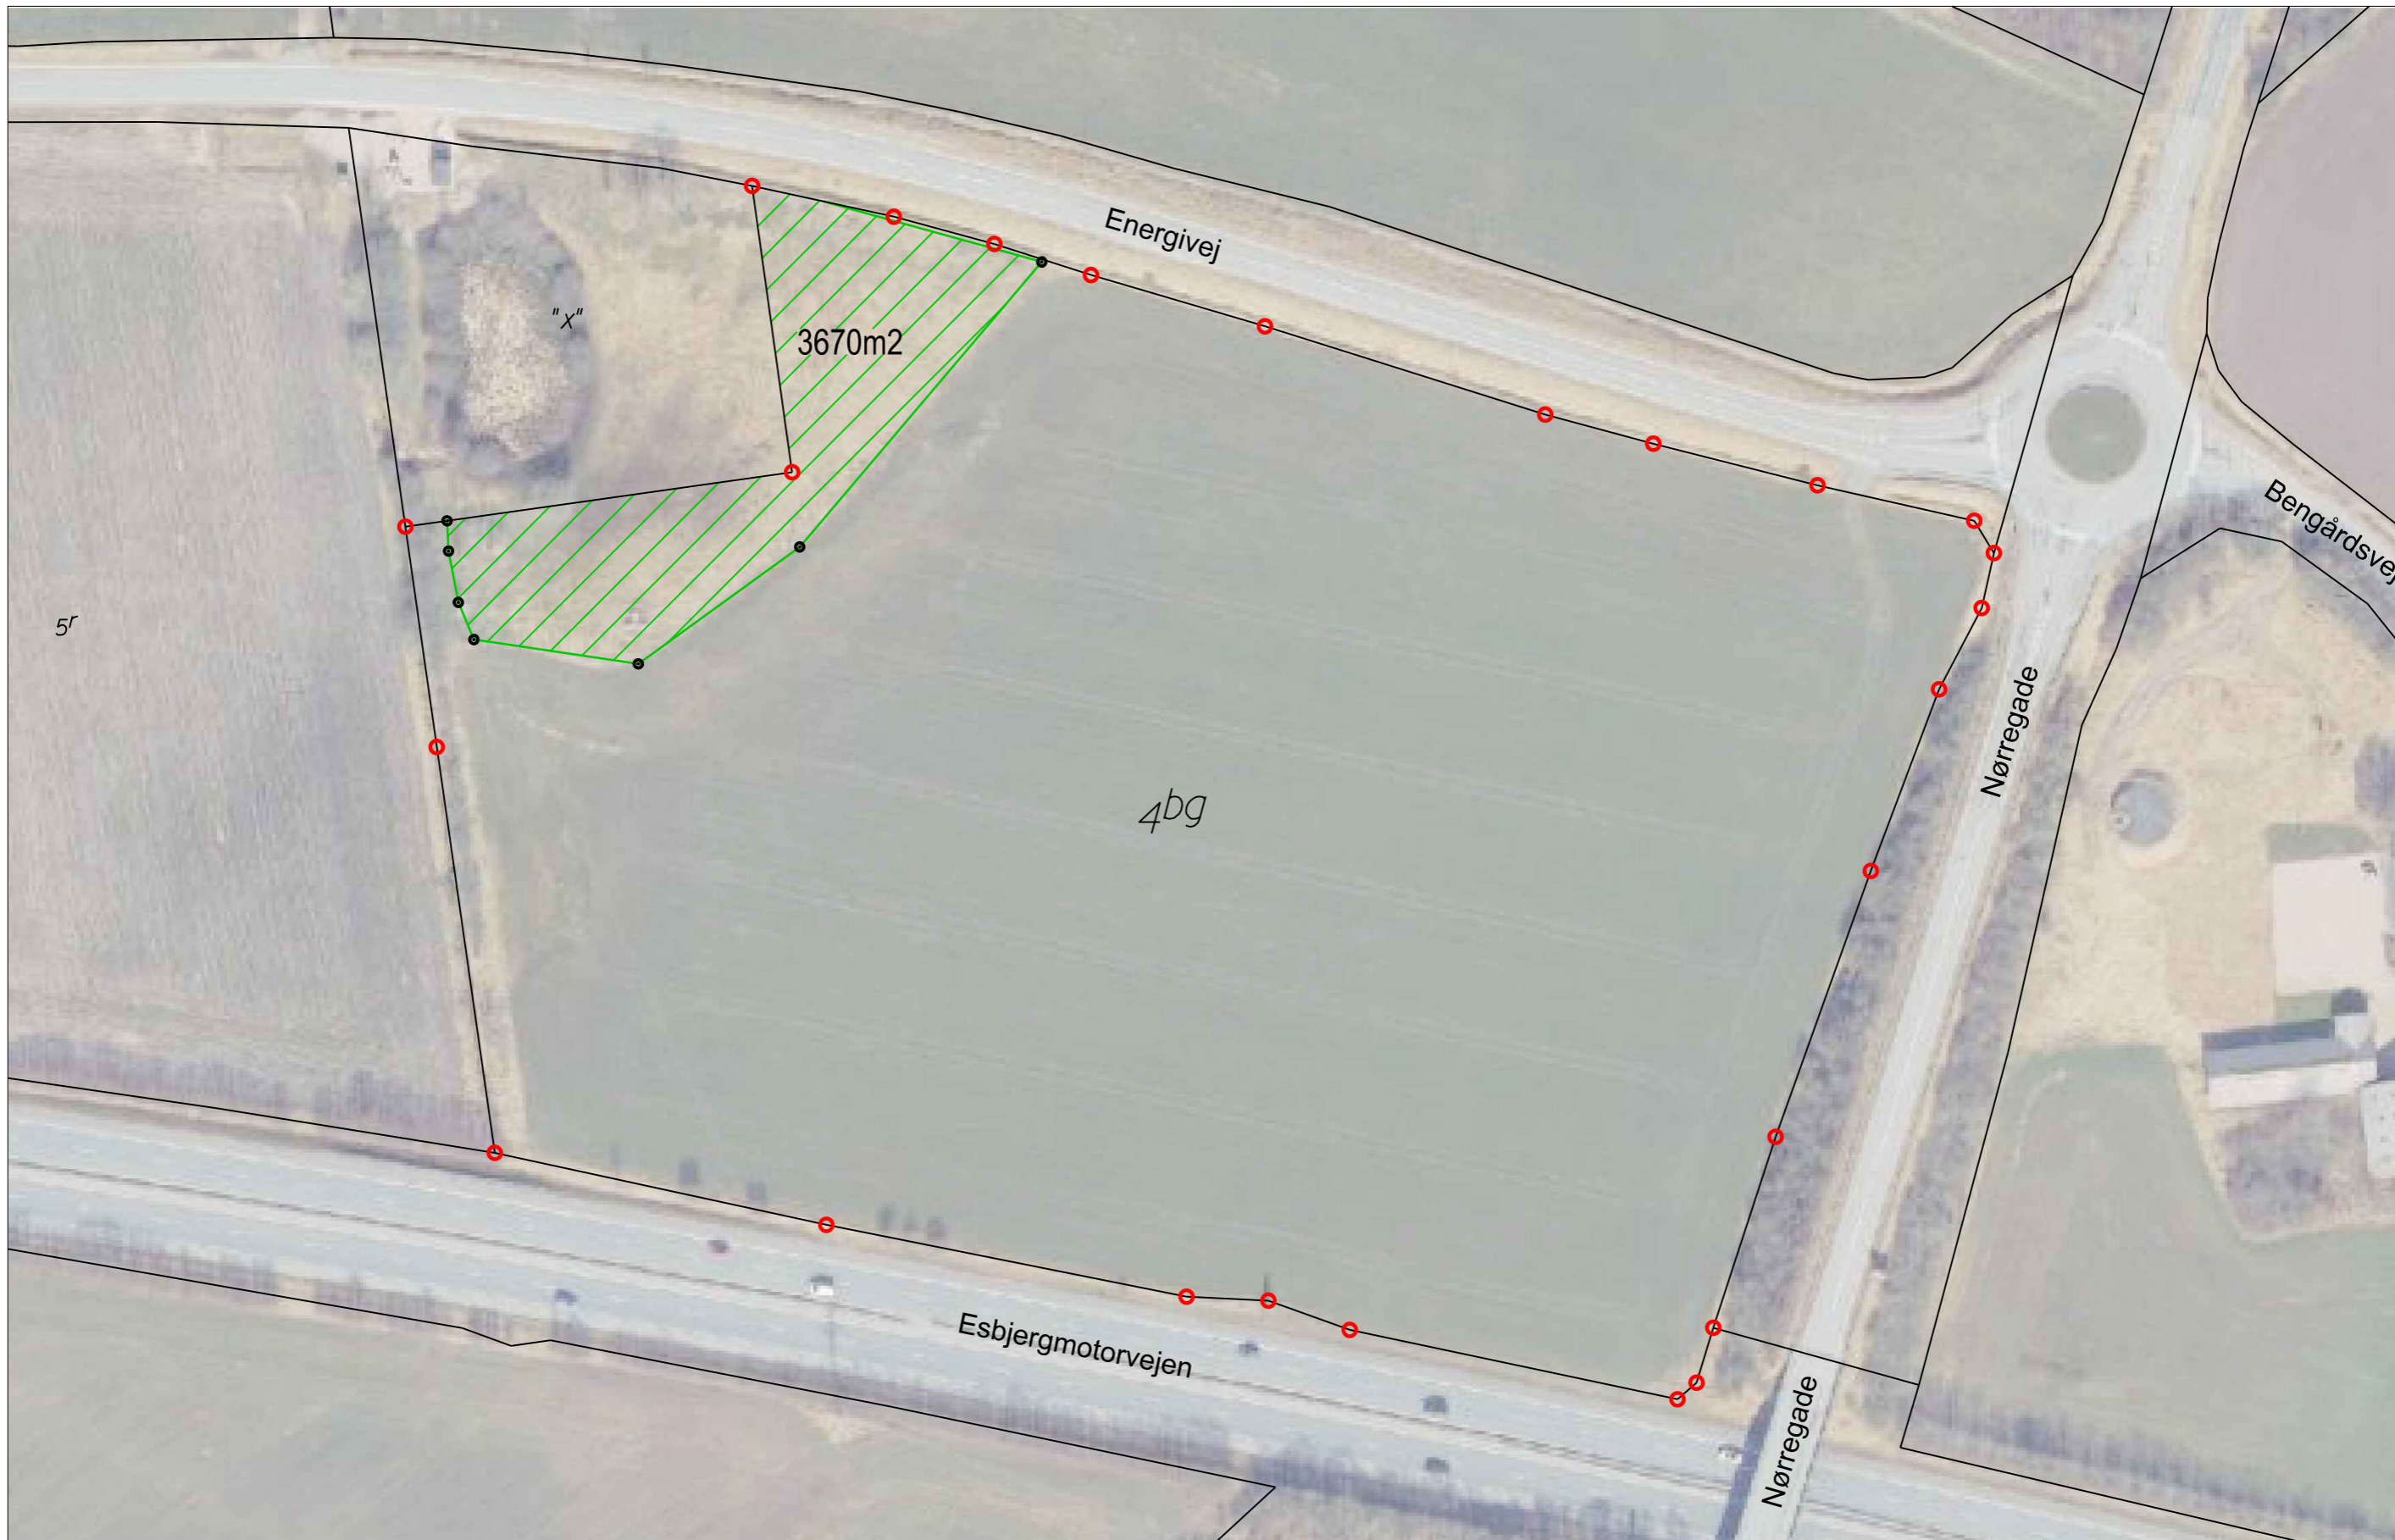 Energivej
"x"
3670m2
Bengårdsvej
5r
Nørregade
4bg
Esbjergmotorvejen
Nørregade